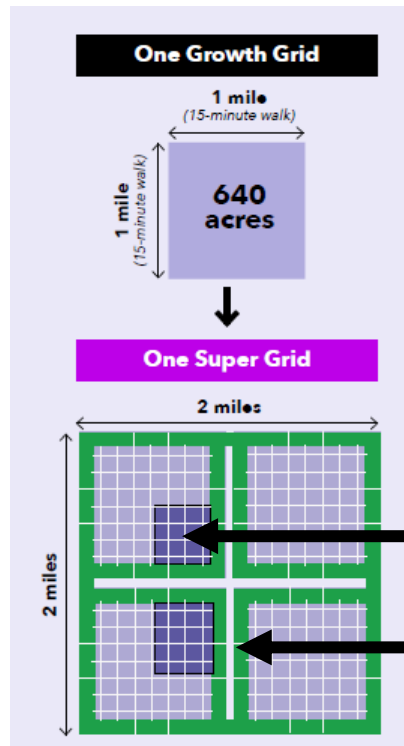 One Growth Grid
1 mile
(15-minute walk)
1 mile
(15-minute walk)
640
acres
One Super Grid
2 miles
2 miles